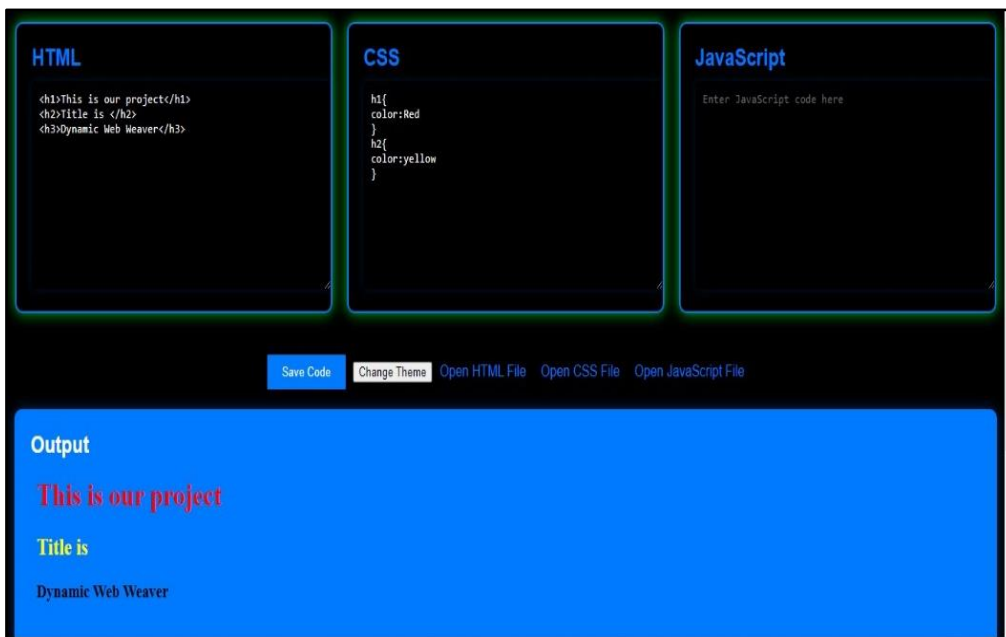 HTML
<h1>This is our project</h1>
<h2>Title is </h2>
<h3>Dynamic Web Weaver</h3>
CSS
h1{
color:Red
}
h2{
color:yellow
}
JavaScript
Enter JavaScript code here
Save Code
Change Theme
Open HTML File
Open CSS File
Open JavaScript File
Output
This is our project
Title is
Dynamic Web Weaver